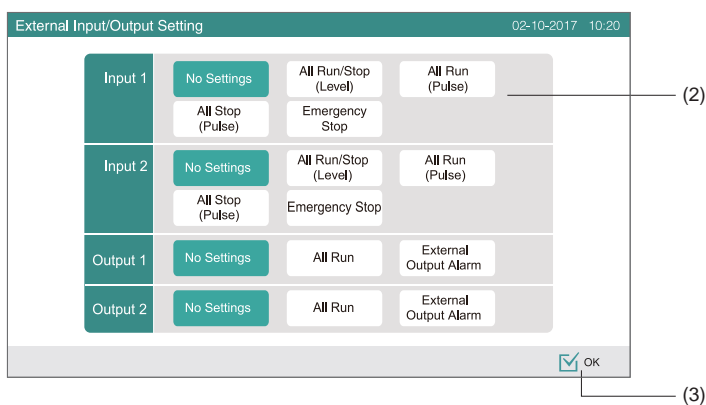 External Input/Output Setting 02-10-2017 10:20
Input 1
No Settings
All Run/Stop
(Level)
All Run
(Pulse)
(2)
All Stop
(Pulse)
Emergency
Stop
Input 2
No Settings
All Run/Stop
(Level)
All Run
(Pulse)
All Stop
(Pulse)
Emergency Stop
Output 1
No Settings
All Run
External
Output Alarm
Output 2
No Settings
All Run
External
Output Alarm
OK
(3)